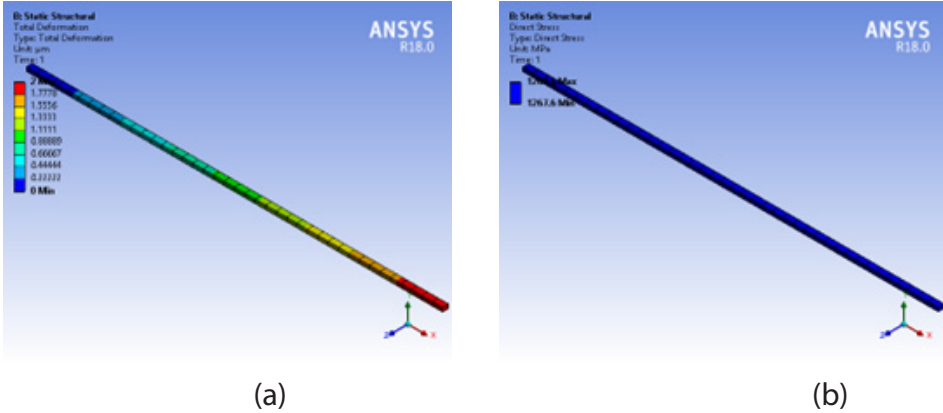 B: Static Structural
Total Deformation
Type: Total Deformation
Unit: µm
Time: 1
2
1.7778
1.5556
1.3333
1.1111
0.88889
0.66667
0.44444
0.22222
0 Min
ANSYS
R18.0
Z
X
(a)
B: Static Structural
Direct Stress
Type: Direct Stress
Unit: MPa
Time: 1
Max
1267.6 Min
ANSYS
R18.0
Z
X
(b)